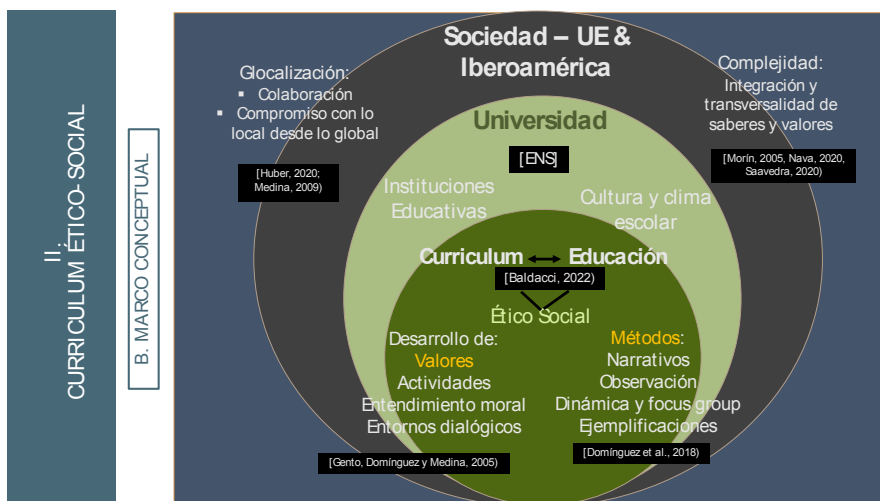 II.
CURRICULUM ÉTICO- SOCIAL
B. MARCO CONCEPTUAL
Sociedad – UE &
Iberoamérica
Glocalización:
▪ Colaboración
▪ Compromiso con lo
local desde lo global
[Huber, 2020;
Medina, 2009]
Complejidad:
Integración y
transversalidad de
saberes y valores
[Morín, 2005, Nava, 2020,
Saavedra, 2020)
Universidad
[ENS]
Instituciones
Educativas
Cultura y clima
escolar
Curriculum Educación
[Baldacci, 2022)
Ético Social
Desarrollo de:
Valores
Actividades
Entendimiento moral
Entornos dialógicos
[Gento, Domínguez y Medina, 2005)
Métodos:
Narrativos
Observación
Dinámica y focus group
Ejemplificaciones
[Domínguez et al., 2018)